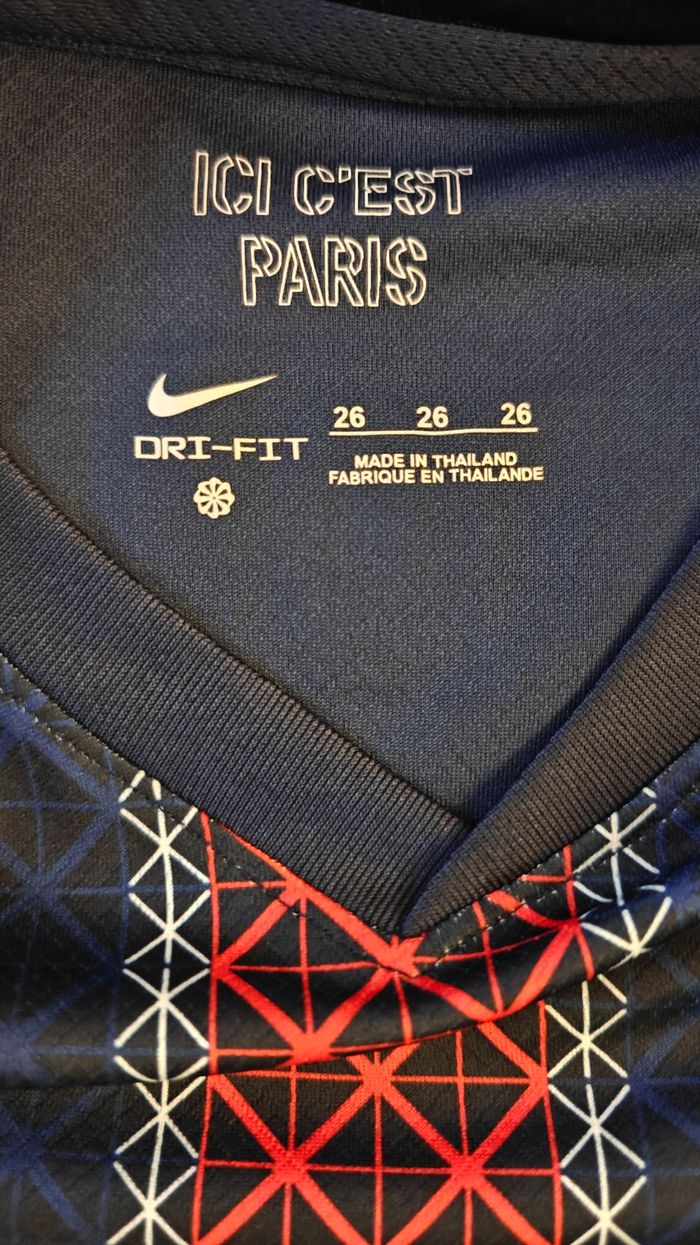 ICI C'EST
PARIS
26 26 26
DRI-FIT
MADE IN THAILAND
FABRIQUE EN THAILANDE